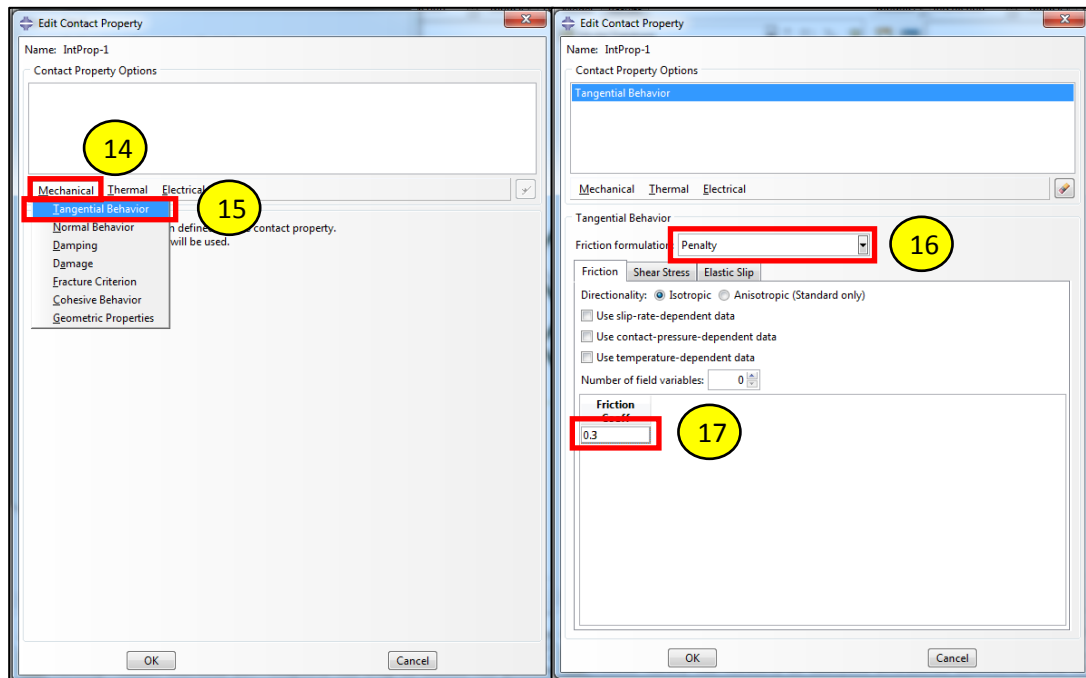 Edit Contact Property
Name: IntProp-1
Contact Property Options
14
Mechanical Thermal Electrical
Tangential Behavior
15
Normal Behavior
contact property.
Damping
will be used.
Damage
Fracture Criterion
Cohesive Behavior
Geometric Properties
OK Cancel
Edit Contact Property
Name: IntProp-1
Contact Property Options
Tangential Behavior
Mechanical Thermal Electrical
Tangential Behavior
Friction formulation: Penalty
16
Friction Shear Stress Elastic Slip
Directionality: Isotropic Anisotropic (Standard only)
Use slip-rate-dependent data
Use contact-pressure-dependent data
Use temperature-dependent data
Number of field variables: 0
Friction
Coeff
0.3
17
OK Cancel